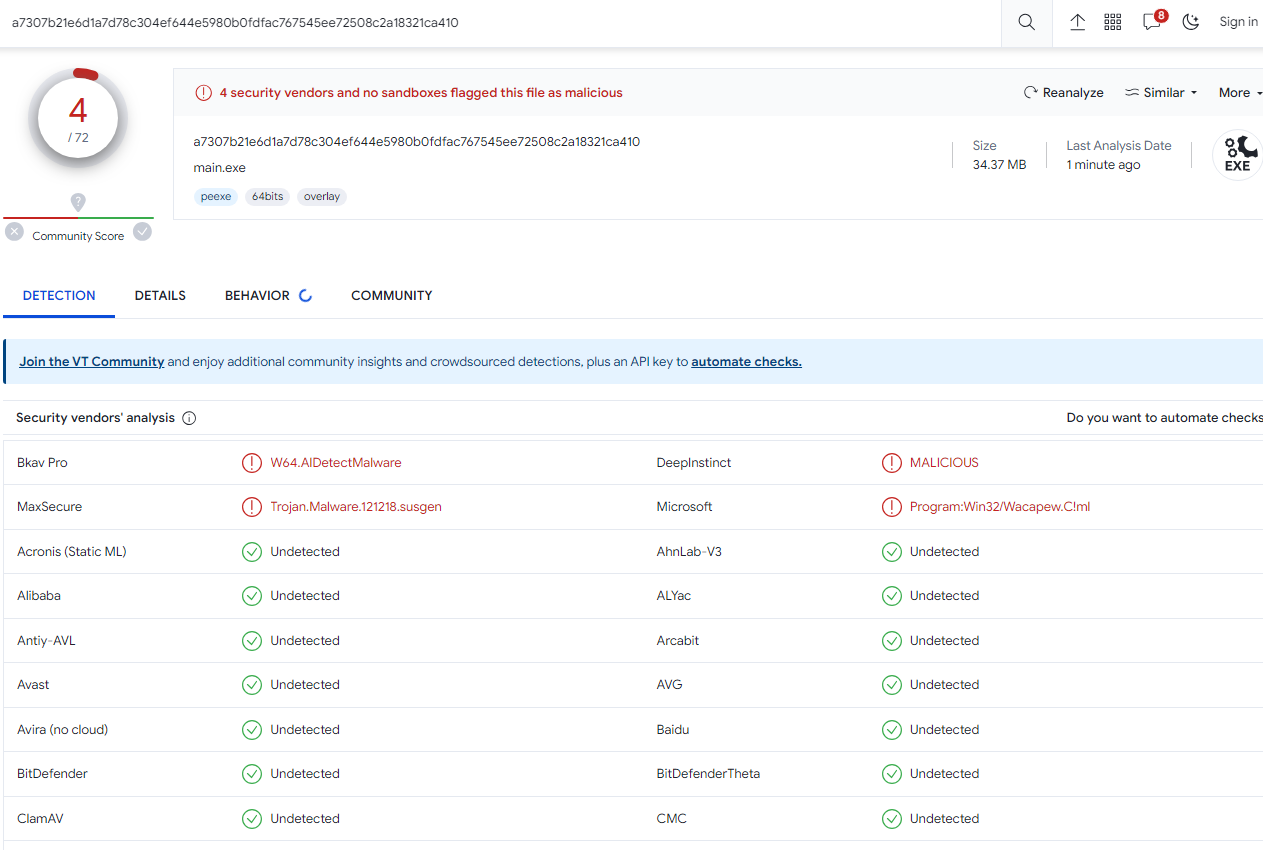 a7307b21e6d1a7d78c304ef644e5980b0fdfac767545ee72508c2a18321ca410
8
Sign in
4
/ 72
4 security vendors and no sandboxes flagged this file as malicious
Reanalyze
Similar
More
a7307b21e6d1a7d78c304ef644e5980b0fdfac767545ee72508c2a18321ca410
main.exe
peexe
64bits
overlay
Size
34.37 MB
Last Analysis Date
1 minute ago
EXE
?
Community Score
DETECTION
DETAILS
BEHAVIOR
COMMUNITY
Join the VT Community and enjoy additional community insights and crowdsourced detections, plus an API key to automate checks.
Security vendors' analysis
Do you want to automate checks
Bkav Pro
W64.AIDetectMalware
DeepInstinct
MALICIOUS
MaxSecure
Trojan.Malware.121218.susgen
Microsoft
Program:Win32/Wacapew.C!ml
Acronis (Static ML)
Undetected
AhnLab-V3
Undetected
Alibaba
Undetected
ALYac
Undetected
Antiy-AVL
Undetected
Arcabit
Undetected
Avast
Undetected
AVG
Undetected
Avira (no cloud)
Undetected
Baidu
Undetected
BitDefender
Undetected
BitDefenderTheta
Undetected
ClamAV
Undetected
CMC
Undetected